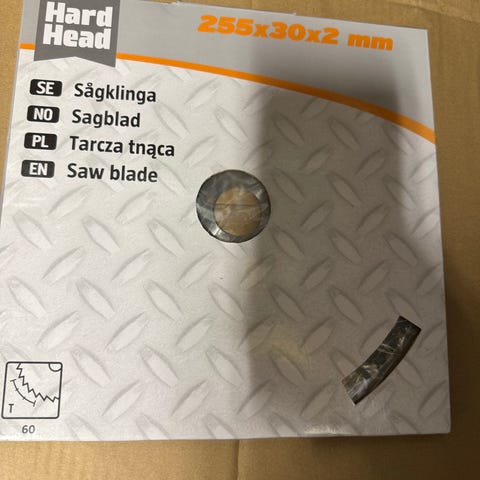 Hard
Head
255x30x2 mm
SE Sågklinga
NO Sagblad
PL Tarcza tnąca
EN Saw blade
T
60